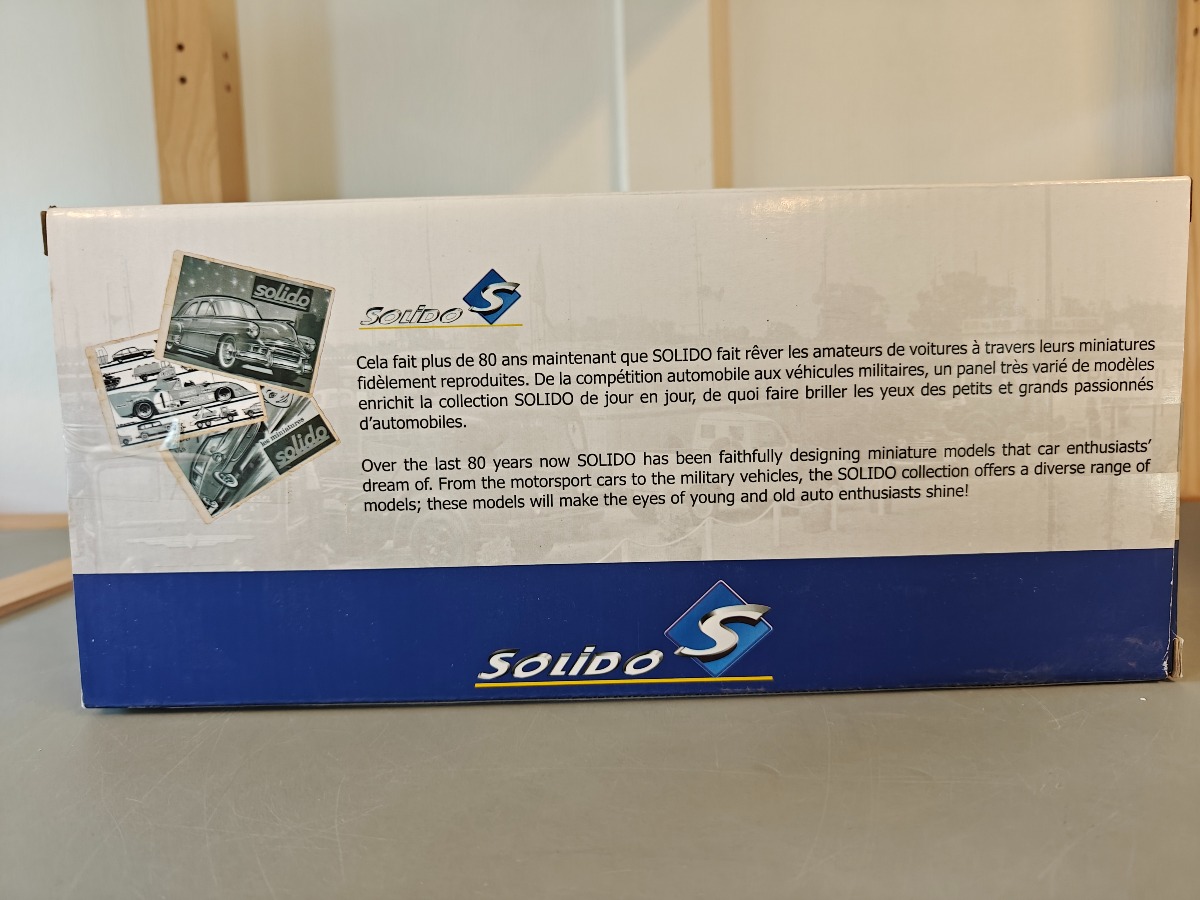 solido
les miniatures
solido
SOLIDO S
Cela fait plus de 80 ans maintenant que SOLIDO fait rêver les amateurs de voitures à travers leurs miniatures
fidèlement reproduites. De la compétition automobile aux véhicules militaires, un panel très varié de modèles
enrichit la collection SOLIDO de jour en jour, de quoi faire briller les yeux des petits et grands passionnés
d'automobiles.
Over the last 80 years now SOLIDO has been faithfully designing miniature models that car enthusiasts'
dream of. From the motorsport cars to the military vehicles, the SOLIDO collection offers a diverse range of
models; these models will make the eyes of young and old auto enthusiasts shine!
SOLIDO S